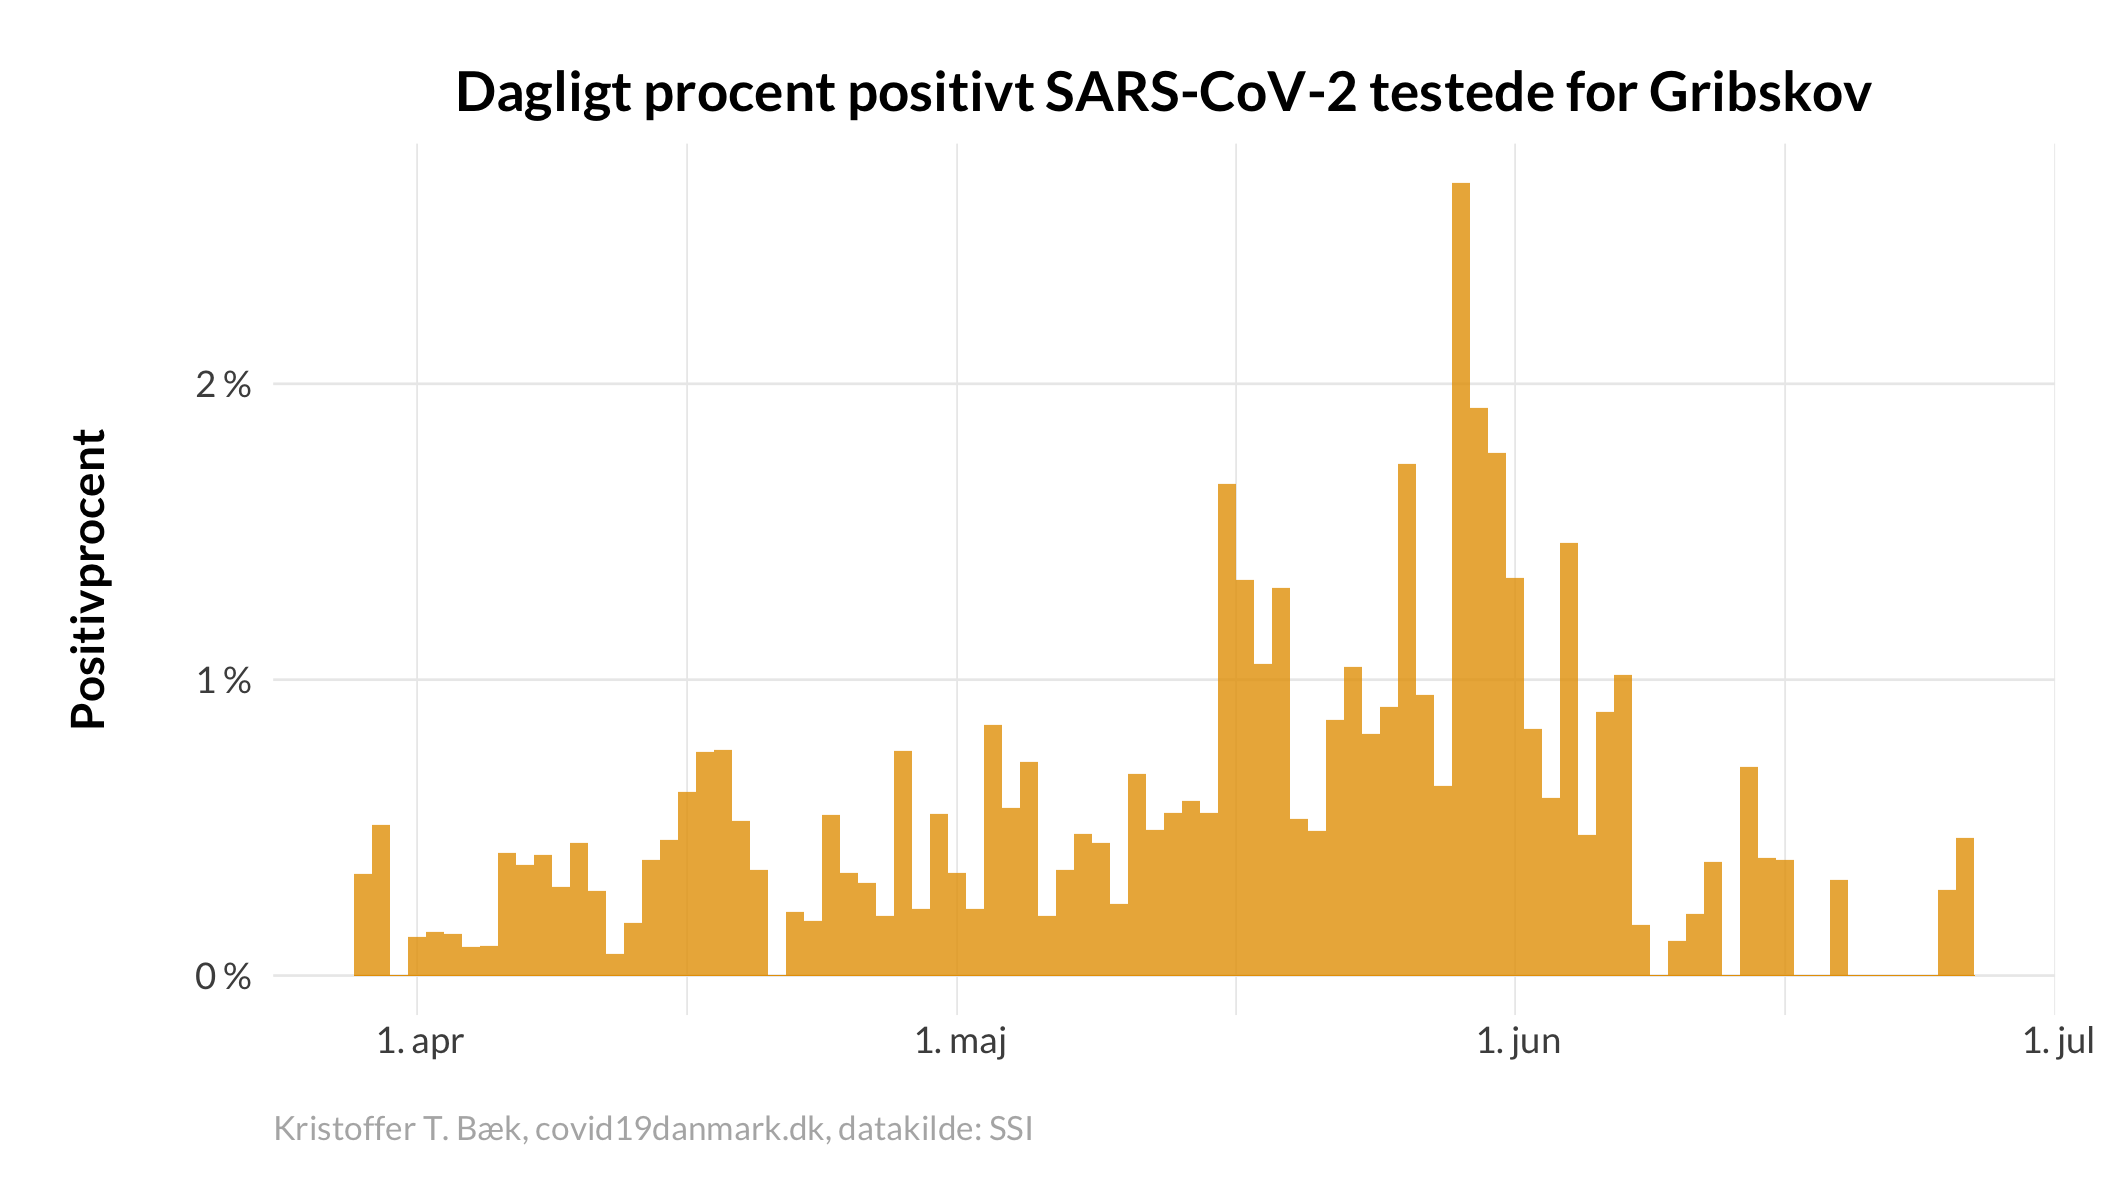 Dagligt procent positivt SARS-CoV-2 testede for Gribskov
Positivprocent
2 %
1 %
0 %
1. apr
1. maj
1. jun
1. jul
Kristoffer T. Bæk, covid19danmark.dk, datakilde: SSI